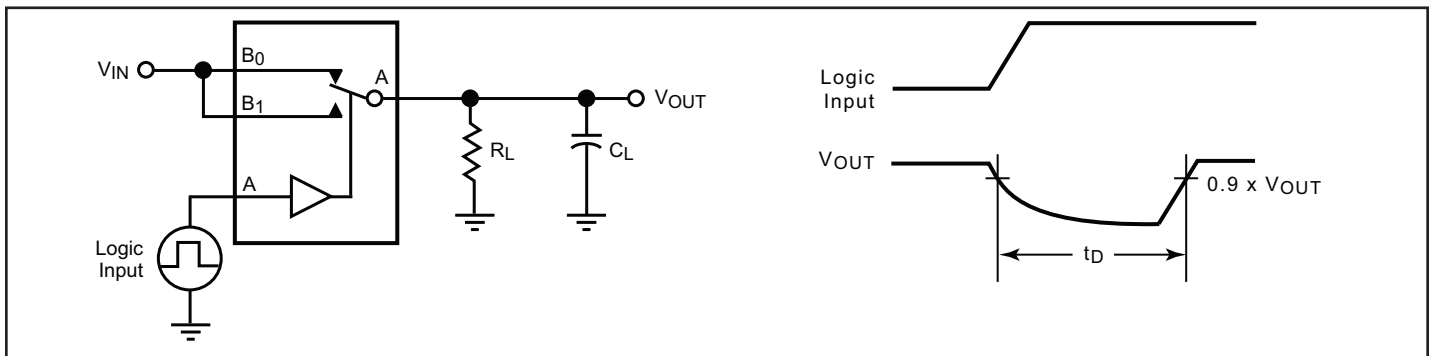 VIN
B0
B1
A
A
Logic
Input
RL
CL
VOUT
Logic
Input
VOUT
0.9 x VOUT
tD